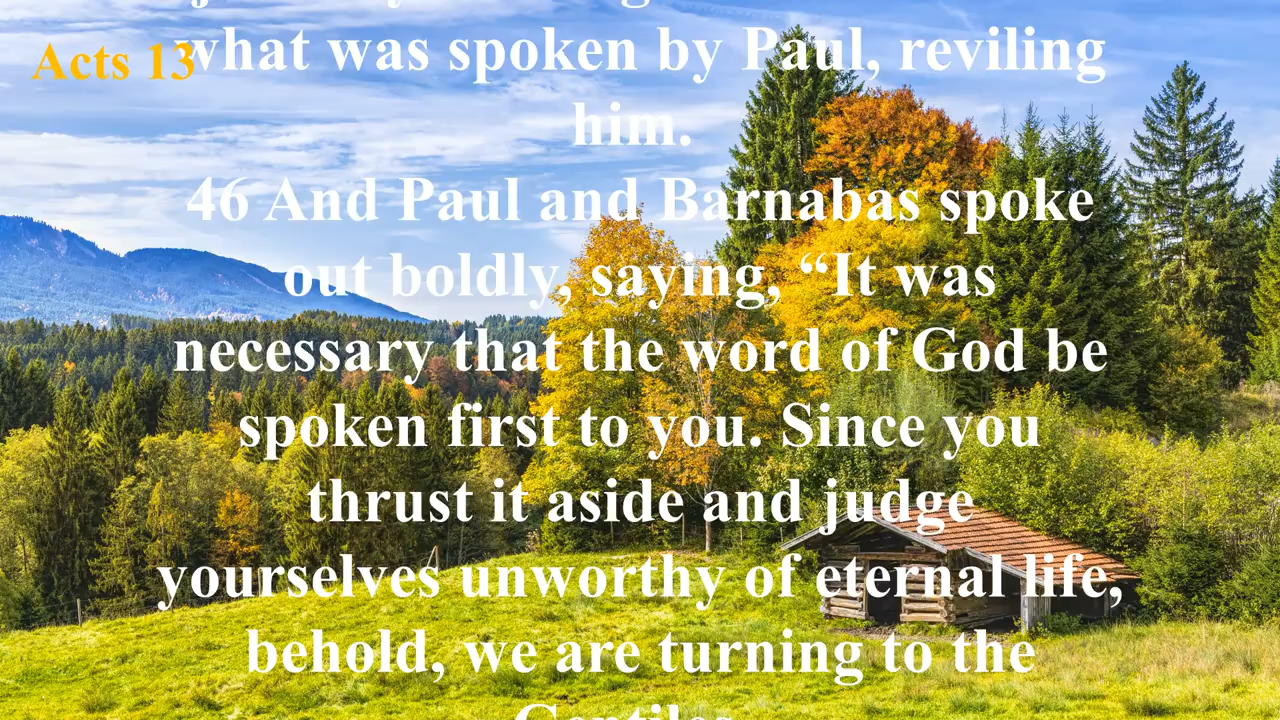 Acts 13
what was spoken by Paul, reviling
him.
46 And Paul and Barnabas spoke
out boldly, saying, “It was
necessary that the word of God be
spoken first to you. Since you
thrust it aside and judge
yourselves unworthy of eternal life,
behold, we are turning to the